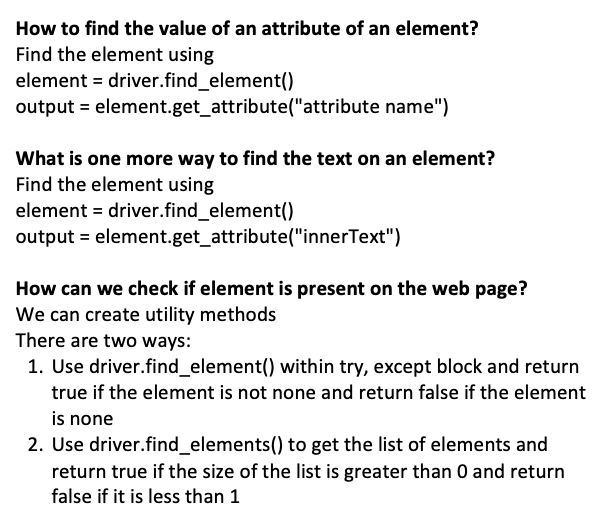 How to find the value of an attribute of an element?
Find the element using
element = driver.find_element()
output = element.get_attribute("attribute name")
What is one more way to find the text on an element?
Find the element using
element = driver.find_element()
output = element.get_attribute("innerText")
How can we check if element is present on the web page?
We can create utility methods
There are two ways:
1. Use driver.find_element() within try, except block and return
true if the element is not none and return false if the element
is none
2. Use driver.find_elements() to get the list of elements and
return true if the size of the list is greater than 0 and return
false if it is less than 1